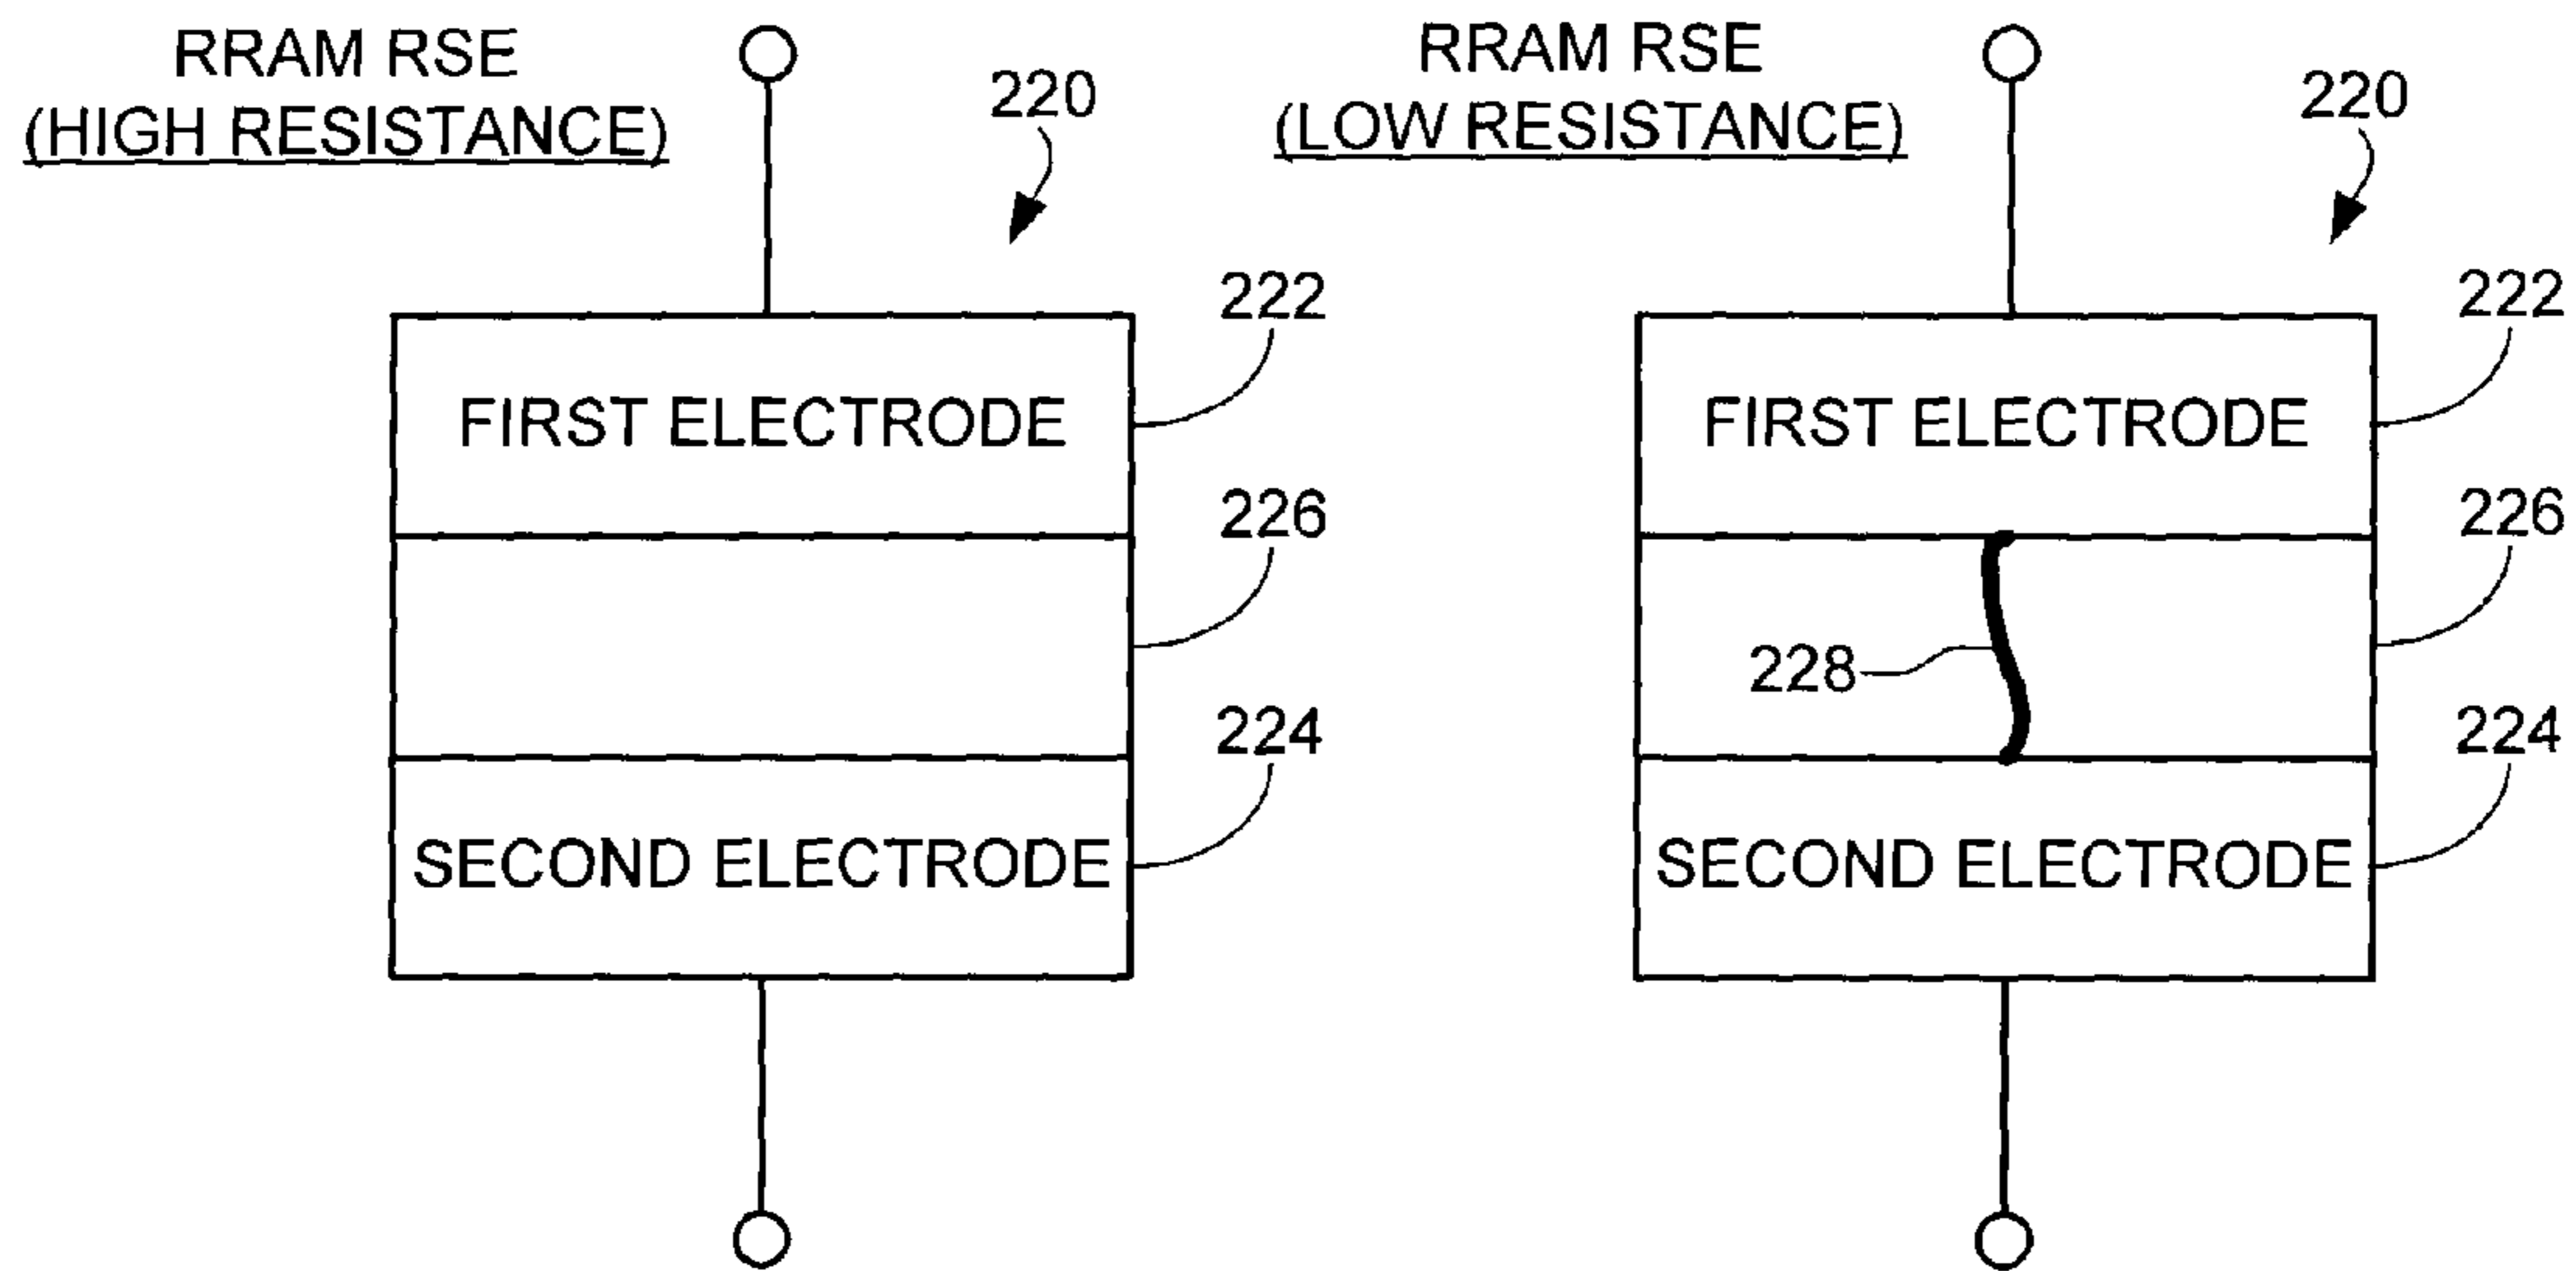 RRAM RSE
(HIGH RESISTANCE)
220
222
FIRST ELECTRODE
226
224
SECOND ELECTRODE
RRAM RSE
(LOW RESISTANCE)
220
222
FIRST ELECTRODE
226
228
224
SECOND ELECTRODE